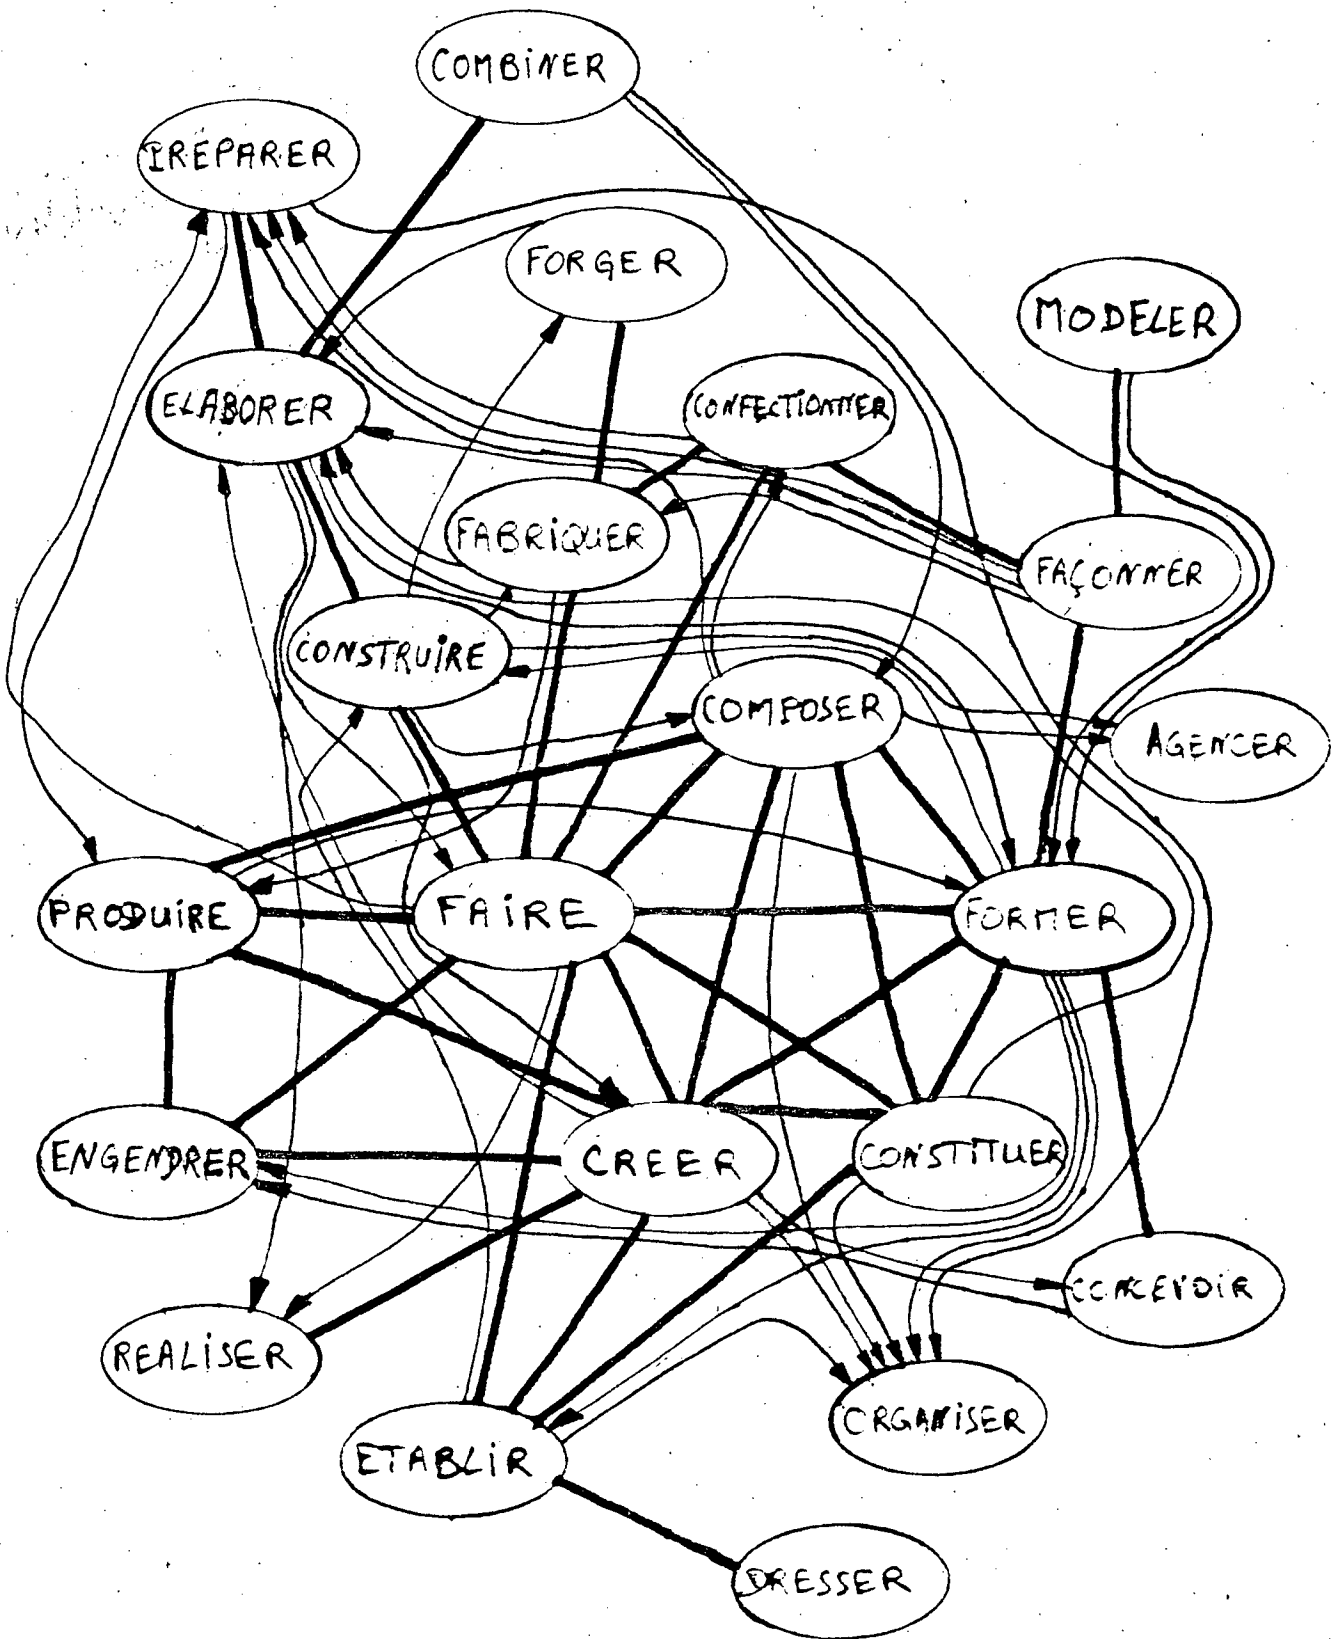 COMBINER
PREPARER
FORGER
MODELER
ELABORER
CONFECTIONNER
FABRIQUER
FAÇONNER
CONSTRUIRE
COMPOSER
AGENCER
PRODUIRE
FAIRE
FORMER
ENGENDRER
CREER
CONSTITUER
CONCEVOIR
REALISER
ORGANISER
ETABLIR
DRESSER